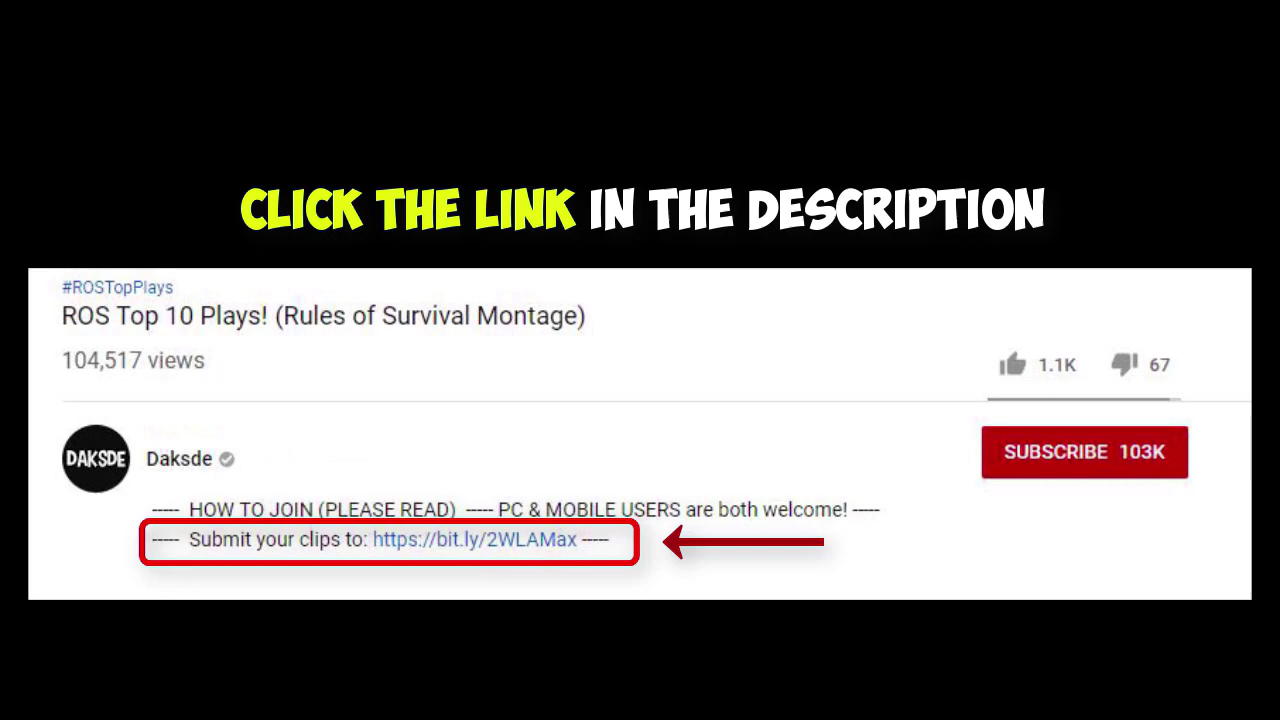 CLICK THE LINK IN THE DESCRIPTION
#ROSTopPlays
ROS Top 10 Plays! (Rules of Survival Montage)
104,517 views
1.1K 67
DAKSDE
Daksde
SUBSCRIBE 103K
----- HOW TO JOIN (PLEASE READ) ----- PC & MOBILE USERS are both welcome! -----
----- Submit your clips to: https://bit.ly/2WLAMax -----